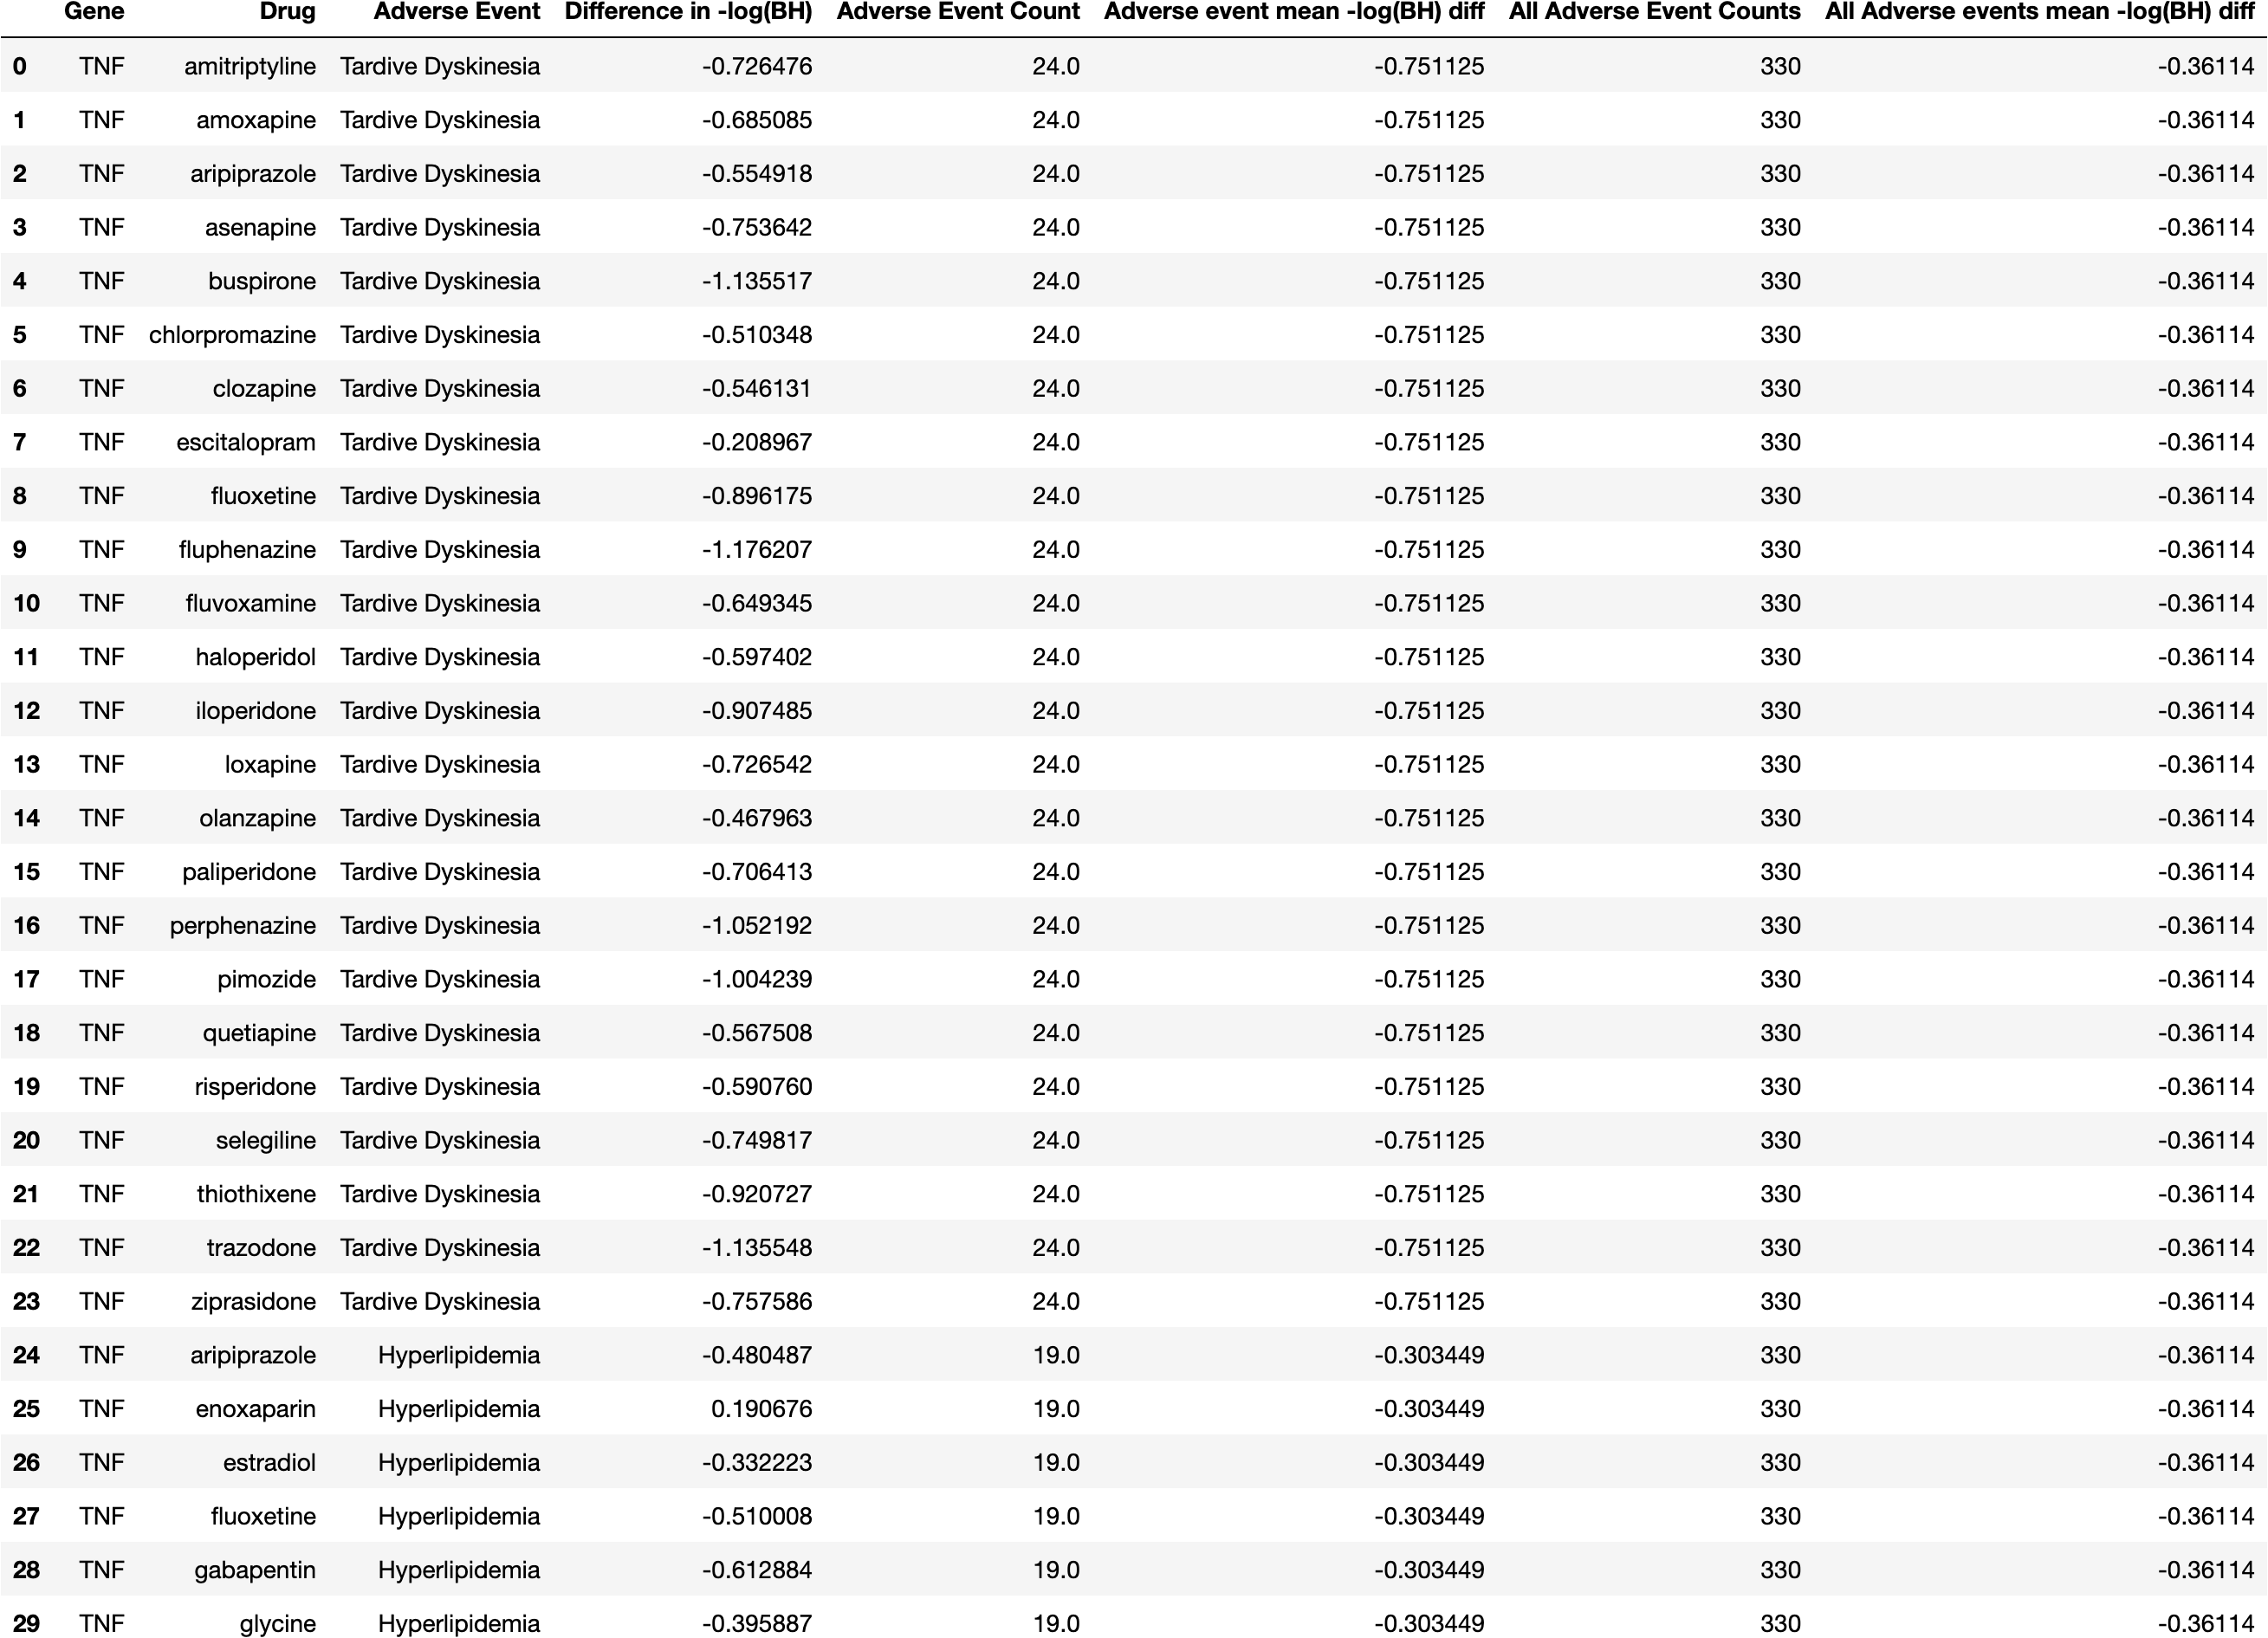 Gene Drug Adverse Event Difference in -log(BH) Adverse Event Count Adverse event mean -log(BH) diff All Adverse Event Counts All Adverse events mean -log(BH) diff
0 TNF amitriptyline Tardive Dyskinesia -0.726476 24.0 -0.751125 330 -0.36114
1 TNF amoxapine Tardive Dyskinesia -0.685085 24.0 -0.751125 330 -0.36114
2 TNF aripiprazole Tardive Dyskinesia -0.554918 24.0 -0.751125 330 -0.36114
3 TNF asenapine Tardive Dyskinesia -0.753642 24.0 -0.751125 330 -0.36114
4 TNF buspirone Tardive Dyskinesia -1.135517 24.0 -0.751125 330 -0.36114
5 TNF chlorpromazine Tardive Dyskinesia -0.510348 24.0 -0.751125 330 -0.36114
6 TNF clozapine Tardive Dyskinesia -0.546131 24.0 -0.751125 330 -0.36114
7 TNF escitalopram Tardive Dyskinesia -0.208967 24.0 -0.751125 330 -0.36114
8 TNF fluoxetine Tardive Dyskinesia -0.896175 24.0 -0.751125 330 -0.36114
9 TNF fluphenazine Tardive Dyskinesia -1.176207 24.0 -0.751125 330 -0.36114
10 TNF fluvoxamine Tardive Dyskinesia -0.649345 24.0 -0.751125 330 -0.36114
11 TNF haloperidol Tardive Dyskinesia -0.597402 24.0 -0.751125 330 -0.36114
12 TNF iloperidone Tardive Dyskinesia -0.907485 24.0 -0.751125 330 -0.36114
13 TNF loxapine Tardive Dyskinesia -0.726542 24.0 -0.751125 330 -0.36114
14 TNF olanzapine Tardive Dyskinesia -0.467963 24.0 -0.751125 330 -0.36114
15 TNF paliperidone Tardive Dyskinesia -0.706413 24.0 -0.751125 330 -0.36114
16 TNF perphenazine Tardive Dyskinesia -1.052192 24.0 -0.751125 330 -0.36114
17 TNF pimozide Tardive Dyskinesia -1.004239 24.0 -0.751125 330 -0.36114
18 TNF quetiapine Tardive Dyskinesia -0.567508 24.0 -0.751125 330 -0.36114
19 TNF risperidone Tardive Dyskinesia -0.590760 24.0 -0.751125 330 -0.36114
20 TNF selegiline Tardive Dyskinesia -0.749817 24.0 -0.751125 330 -0.36114
21 TNF thiothixene Tardive Dyskinesia -0.920727 24.0 -0.751125 330 -0.36114
22 TNF trazodone Tardive Dyskinesia -1.135548 24.0 -0.751125 330 -0.36114
23 TNF ziprasidone Tardive Dyskinesia -0.757586 24.0 -0.751125 330 -0.36114
24 TNF aripiprazole Hyperlipidemia -0.480487 19.0 -0.303449 330 -0.36114
25 TNF enoxaparin Hyperlipidemia 0.190676 19.0 -0.303449 330 -0.36114
26 TNF estradiol Hyperlipidemia -0.332223 19.0 -0.303449 330 -0.36114
27 TNF fluoxetine Hyperlipidemia -0.510008 19.0 -0.303449 330 -0.36114
28 TNF gabapentin Hyperlipidemia -0.612884 19.0 -0.303449 330 -0.36114
29 TNF glycine Hyperlipidemia -0.395887 19.0 -0.303449 330 -0.36114